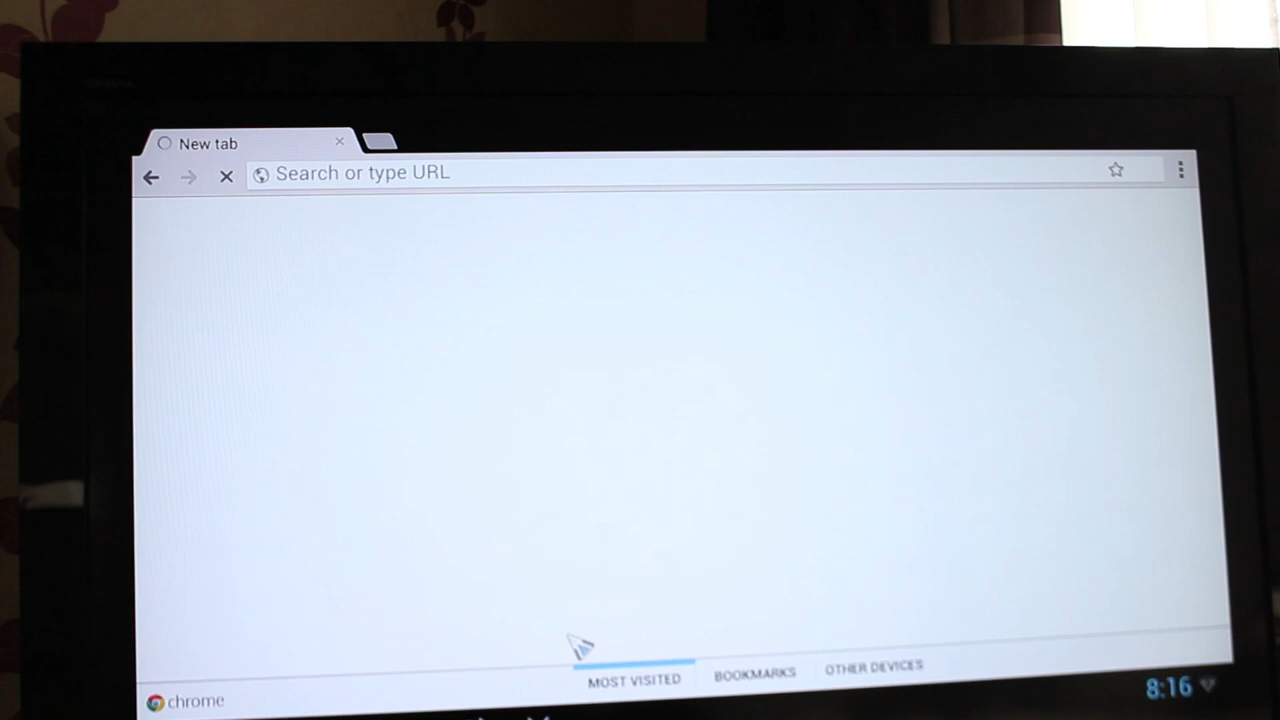 New tab
Search or type URL
MOST VISITED BOOKMARKS OTHER DEVICES
chrome
8:16